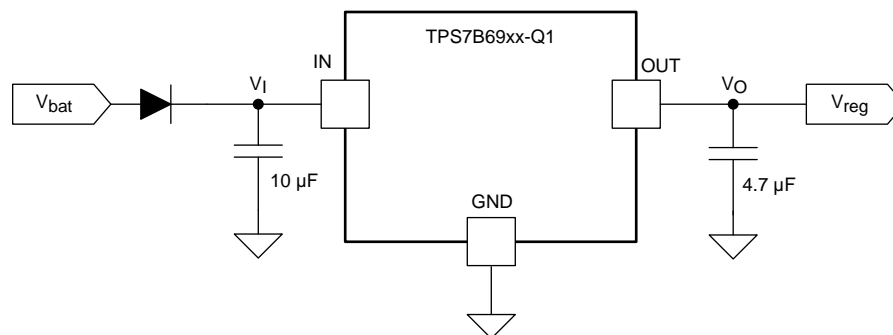 TPS7B69xx-Q1
IN
OUT
Vbat
VI
VO
Vreg
10 µF
4.7 µF
GND